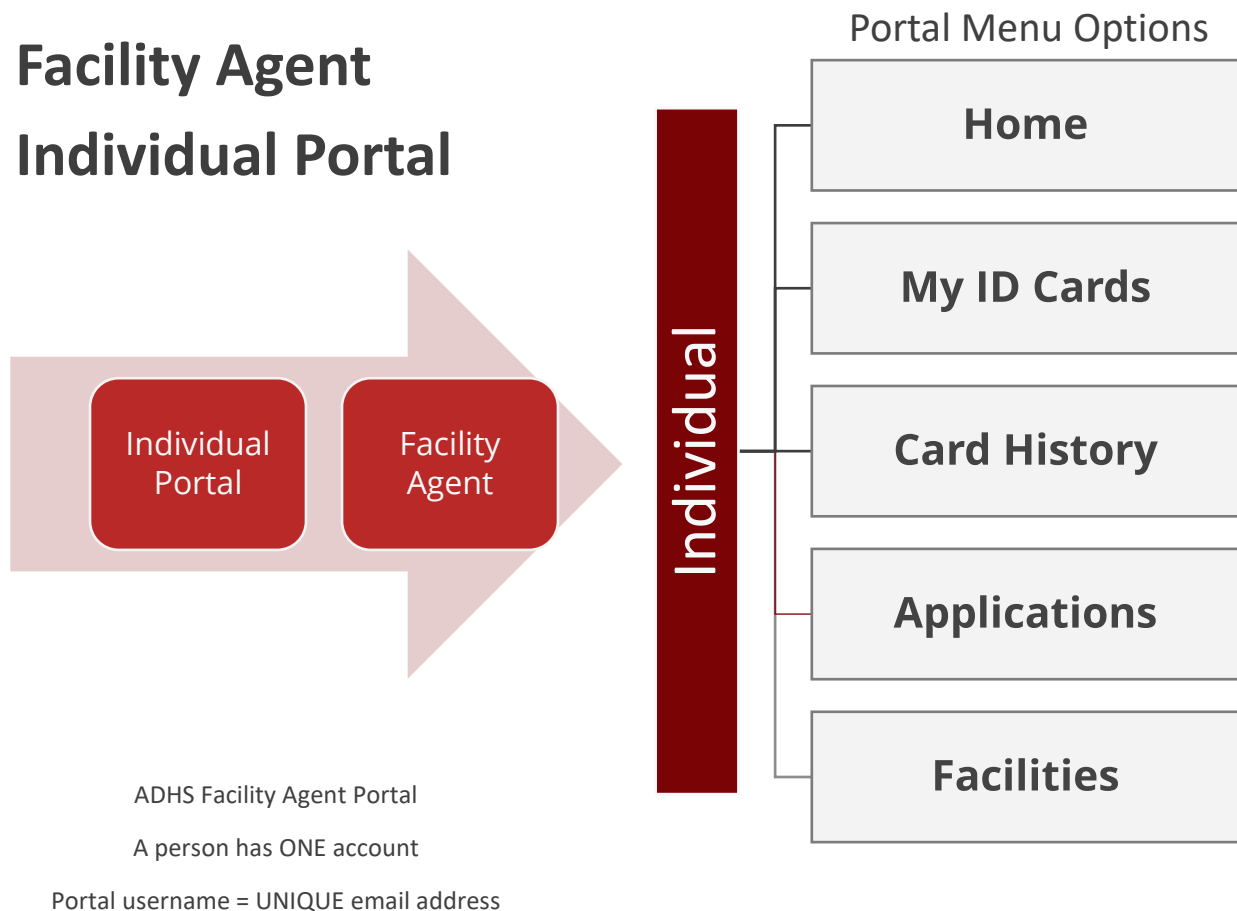 Facility Agent
Individual Portal
Individual
Portal
Facility
Agent
ADHS Facility Agent Portal
A person has ONE account
Portal username = UNIQUE email address
Individual
Portal Menu Options
Home
My ID Cards
Card History
Applications
Facilities